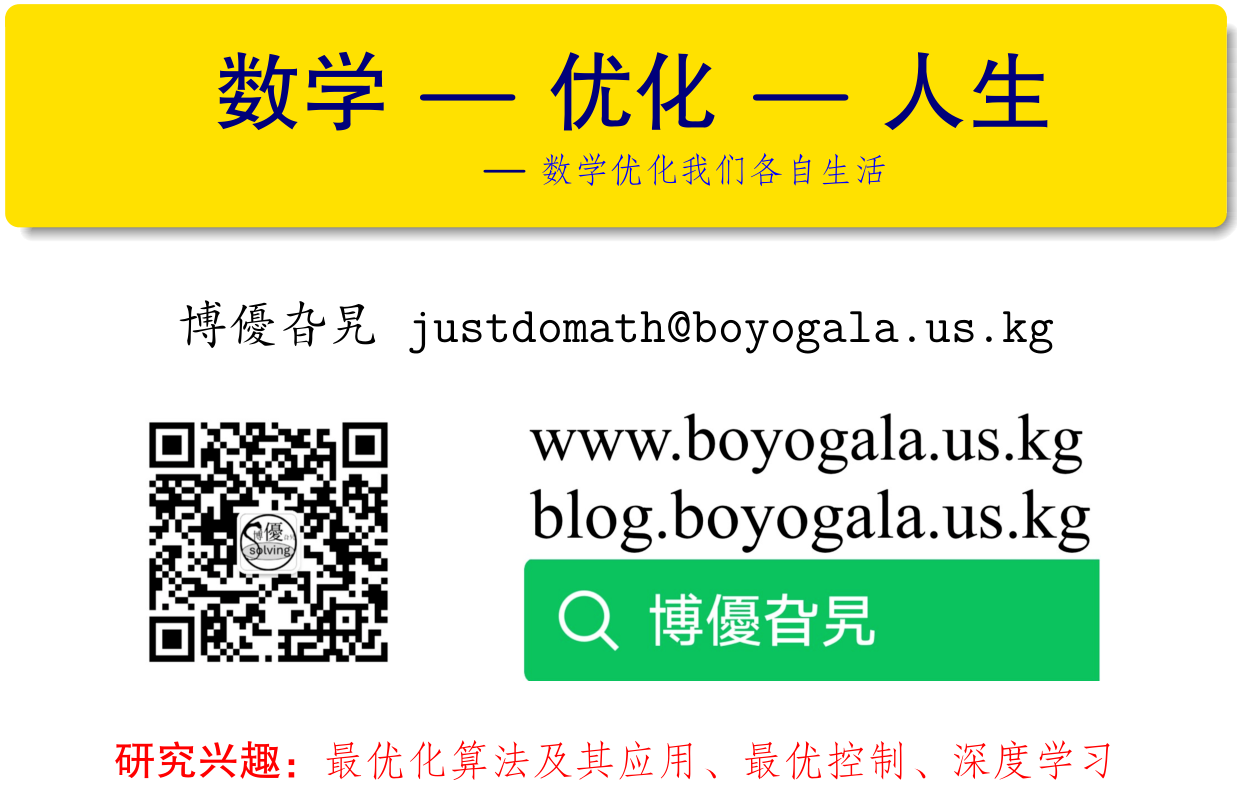 数学 — 优化 — 人生
— 数学优化我们各自生活
博優旮旯 justdomath@boyogala.us.kg
www.boyogala.us.kg
blog.boyogala.us.kg
博優
solving
博優旮旯
研究兴趣：最优化算法及其应用、最优控制、深度学习